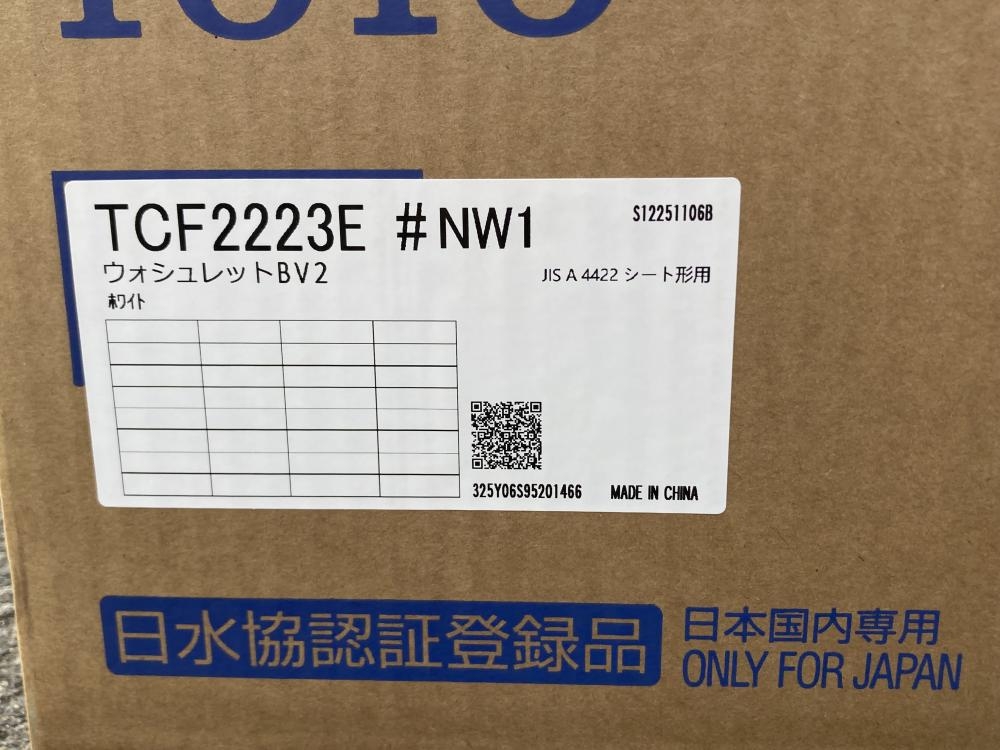 TOTO
TCF2223E #NW1
S12251106B
ウォシュレットBV2
JIS A 4422 シート形用
ホワイト
325Y06S95201466
MADE IN CHINA
日水協認証登録品
日本国内専用
ONLY FOR JAPAN